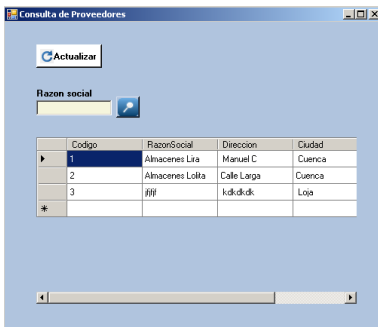 Consulta de Proveedores
Actualizar
Razon social
Codigo RazonSocial Direccion Ciudad
1 Almacenes Lira Manuel C Cuenca
2 Almacenes Lolita Calle Larga Cuenca
3 jfjfjf kdkdkdk Loja